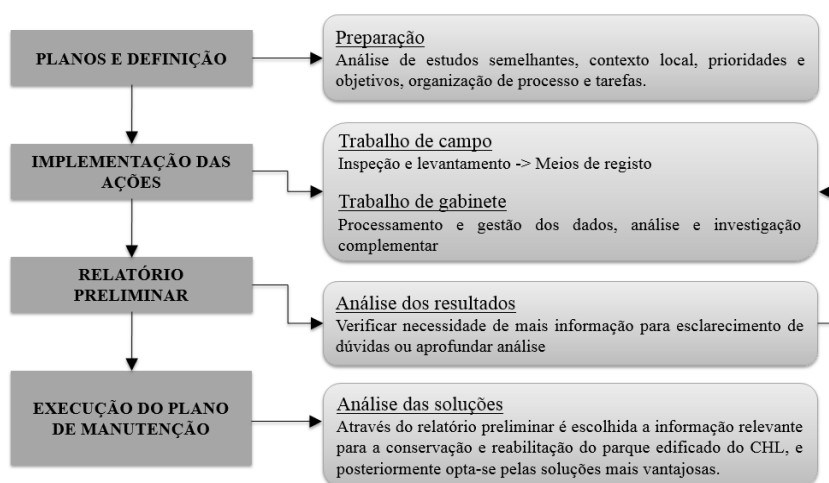 PLANOS E DEFINIÇÃO
Preparação
Análise de estudos semelhantes, contexto local, prioridades e
objetivos, organização de processo e tarefas.
IMPLEMENTAÇÃO DAS
AÇÕES
Trabalho de campo
Inspeção e levantamento -> Meios de registo
Trabalho de gabinete
Processamento e gestão dos dados, análise e investigação
complementar
RELATÓRIO
PRELIMINAR
Análise dos resultados
Verificar necessidade de mais informação para esclarecimento de
dúvidas ou aprofundar análise
EXECUÇÃO DO PLANO
DE MANUTENÇÃO
Análise das soluções
Através do relatório preliminar é escolhida a informação relevante
para a conservação e reabilitação do parque edificado do CHL, e
posteriormente opta-se pelas soluções mais vantajosas.